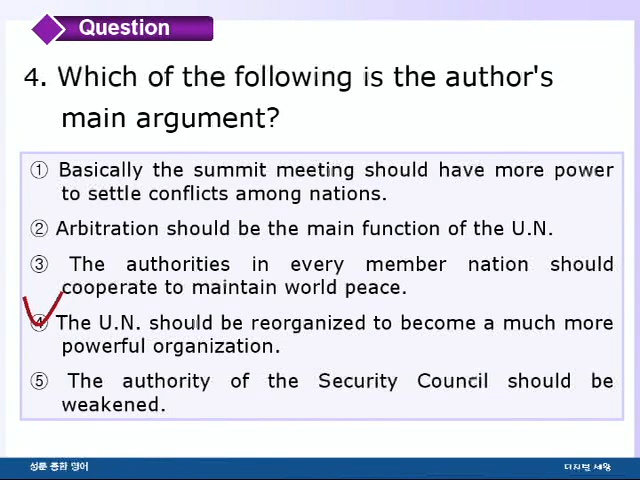 Question
4. Which of the following is the author's
main argument?
① Basically the summit meeting should have more power
to settle conflicts among nations.
② Arbitration should be the main function of the U.N.
③ The authorities in every member nation should
cooperate to maintain world peace.
④ The U.N. should be reorganized to become a much more
powerful organization.
⑤ The authority of the Security Council should be
weakened.
종합 영어
디지털 세왕